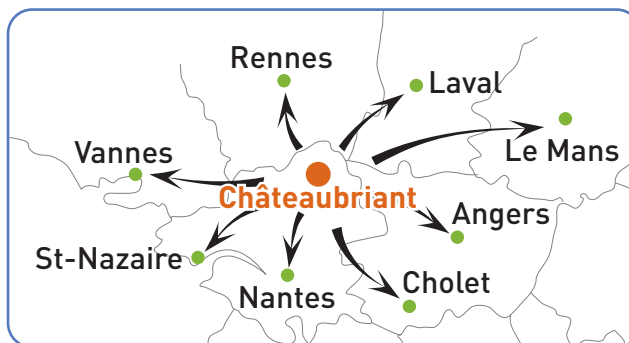 Rennes
Laval
Vannes
Le Mans
Châteaubriant
Angers
St-Nazaire
Cholet
Nantes